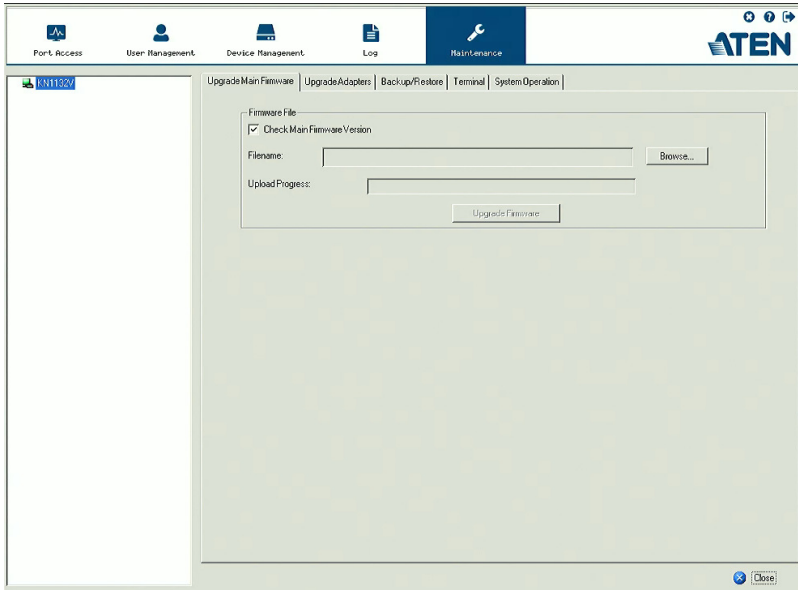 Port Access
User Management
Device Management
Log
Maintenance
ATEN
KN1132V
Upgrade Main Firmware
Upgrade Adapters
Backup/Restore
Terminal
System Operation
Firmware File
Check Main Firmware Version
Filename:
Browse...
Upload Progress:
Upgrade Firmware
Close